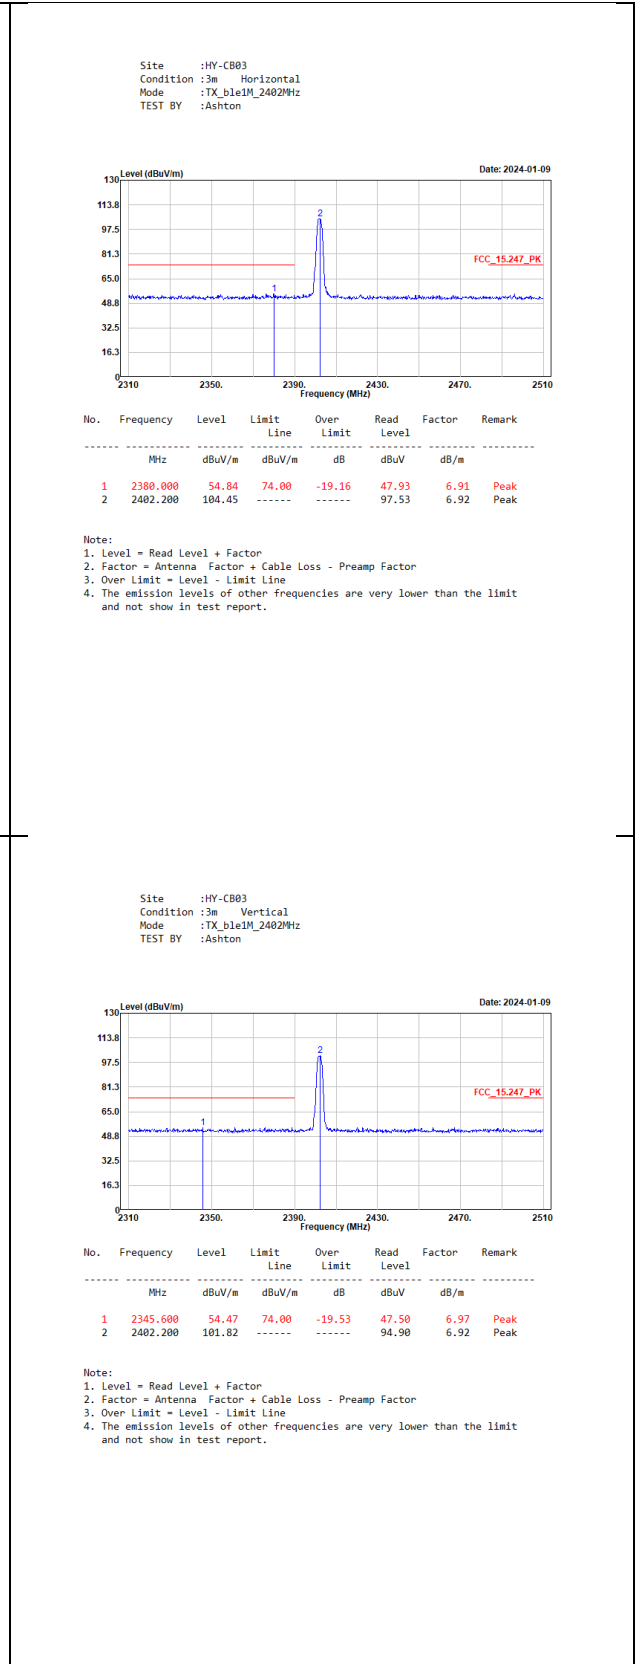 Site      :HY-CB03
Condition :3m    Horizontal
Mode      :TX_ble1M_2402MHz
TEST BY   :Ashton
Level (dBuV/m)
Date: 2024-01-09
130
113.8
97.5
81.3
65.0
48.8
32.5
16.3
0
2
1
FCC_15.247_PK
2310 2350. 2390. 2430. 2470. 2510
Frequency (MHz)
No. Frequency Level Limit Over Read Factor Remark
Line Limit Level
------ ----------- -------- --------- --------- --------- -------- ---------
MHz dBuV/m dBuV/m dB dBuV dB/m
1 2380.000 54.84 74.00 -19.16 47.93 6.91 Peak
2 2402.200 104.45 ------ ------ 97.53 6.92 Peak
Note:
1. Level = Read Level + Factor
2. Factor = Antenna  Factor + Cable Loss - Preamp Factor
3. Over Limit = Level - Limit Line
4. The emission levels of other frequencies are very lower than the limit
and not show in test report.
Site      :HY-CB03
Condition :3m    Vertical
Mode      :TX_ble1M_2402MHz
TEST BY   :Ashton
Level (dBuV/m)
Date: 2024-01-09
130
113.8
97.5
81.3
65.0
48.8
32.5
16.3
0
2
1
FCC_15.247_PK
2310 2350. 2390. 2430. 2470. 2510
Frequency (MHz)
No. Frequency Level Limit Over Read Factor Remark
Line Limit Level
------ ----------- -------- --------- --------- --------- -------- ---------
MHz dBuV/m dBuV/m dB dBuV dB/m
1 2345.600 54.47 74.00 -19.53 47.50 6.97 Peak
2 2402.200 101.82 ------ ------ 94.90 6.92 Peak
Note:
1. Level = Read Level + Factor
2. Factor = Antenna  Factor + Cable Loss - Preamp Factor
3. Over Limit = Level - Limit Line
4. The emission levels of other frequencies are very lower than the limit
and not show in test report.